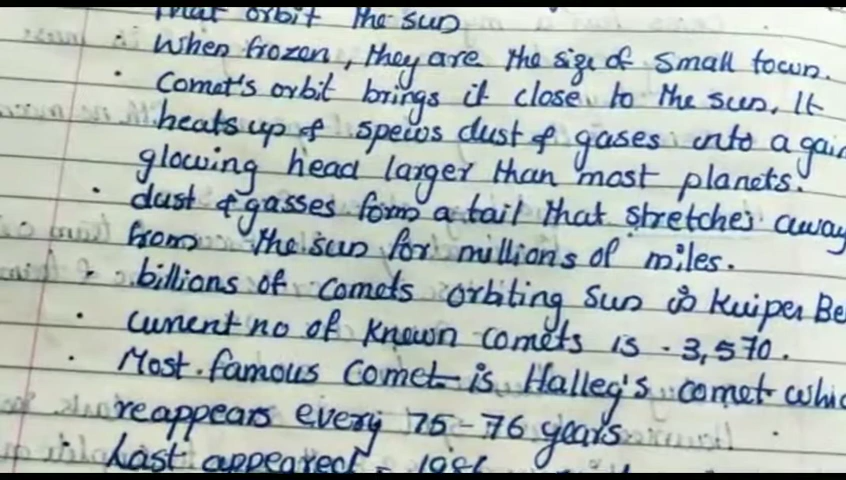 that orbit the sun
When frozen, they are the size of small town.
· Comet's orbit brings it close to the sun. It
heats up & spews dust & gases into a gain
glowing head larger than most planets.
· dust & gasses form a tail that stretches away
from the sun for millions of miles.
· billions of comets orbiting Sun in Kuiper Be
· current no of known comets is . 3,570.
· Most famous Comet is Halleg's comet whic
reappears every 75-76 years
· Last appeared - 1986